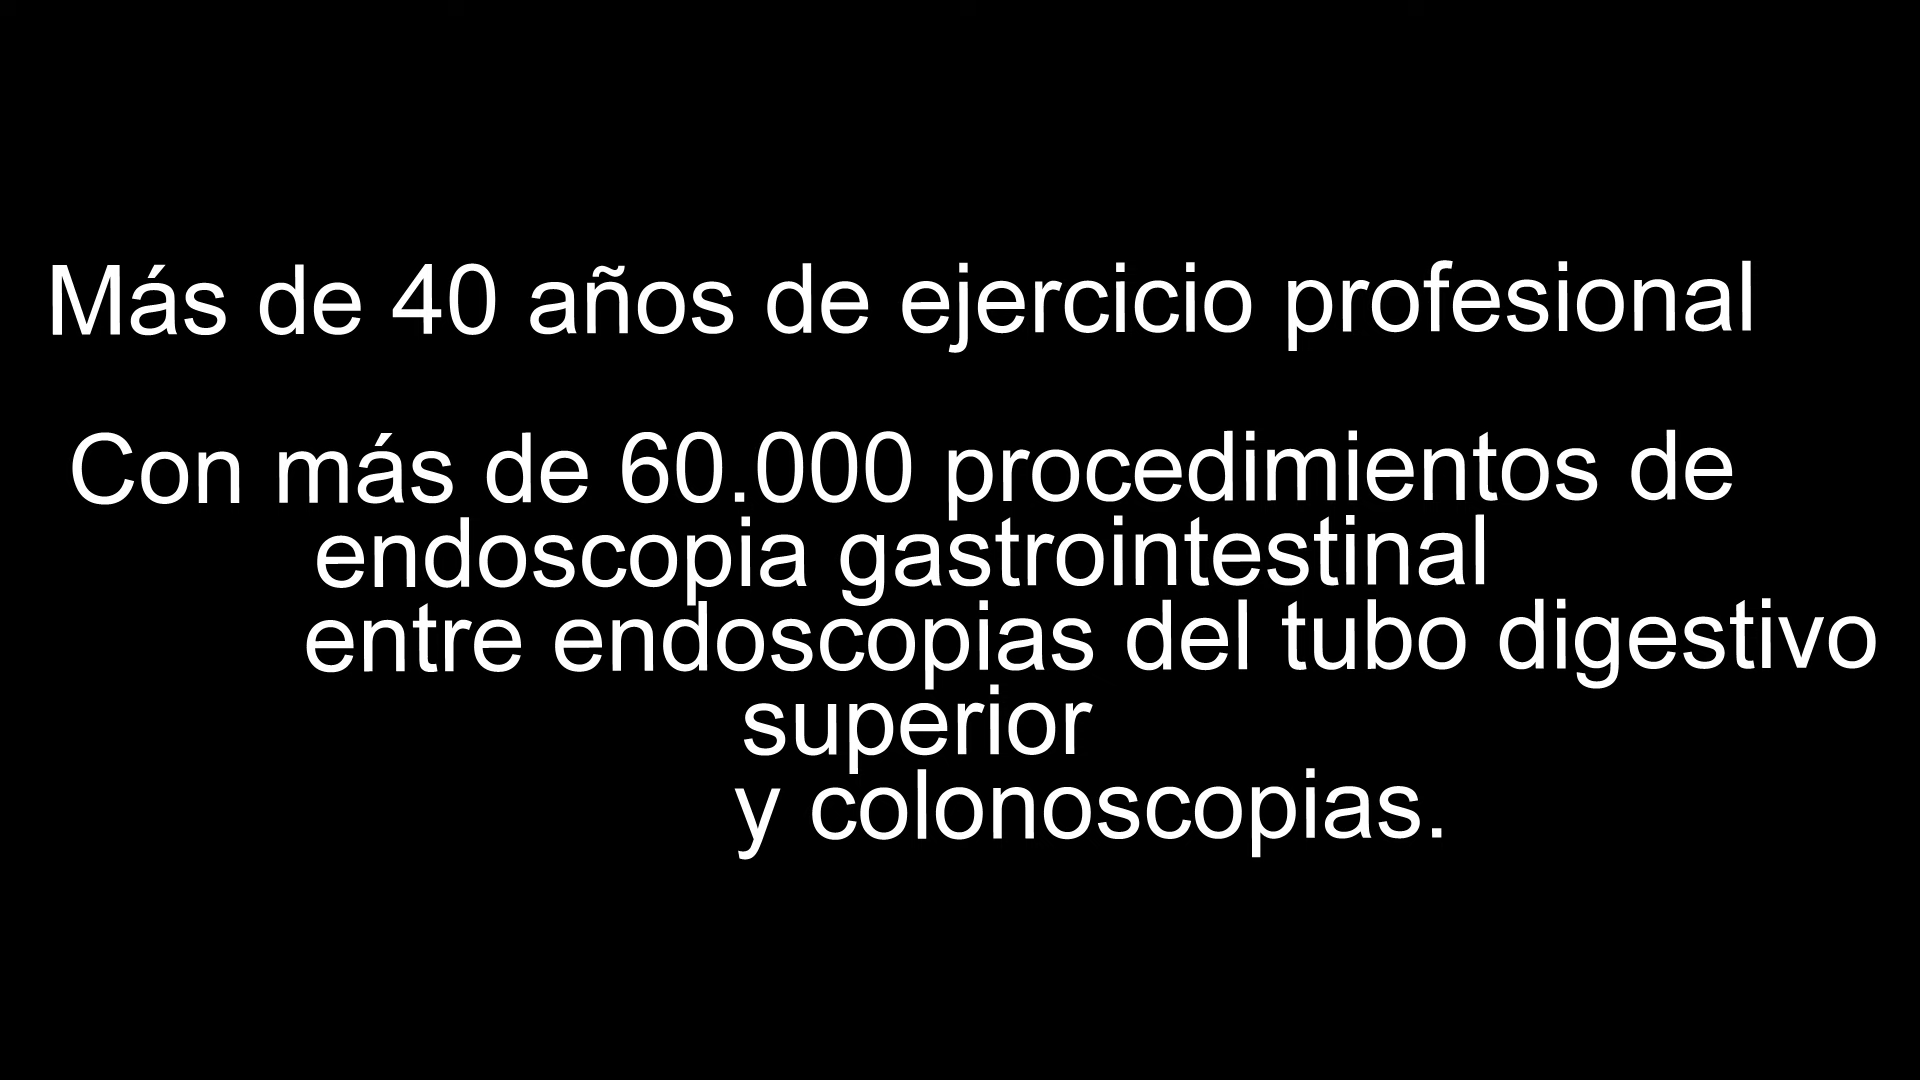 Más de 40 años de ejercicio profesional
Con más de 60.000 procedimientos de
endoscopia gastrointestinal
entre endoscopias del tubo digestivo
superior
y colonoscopias.